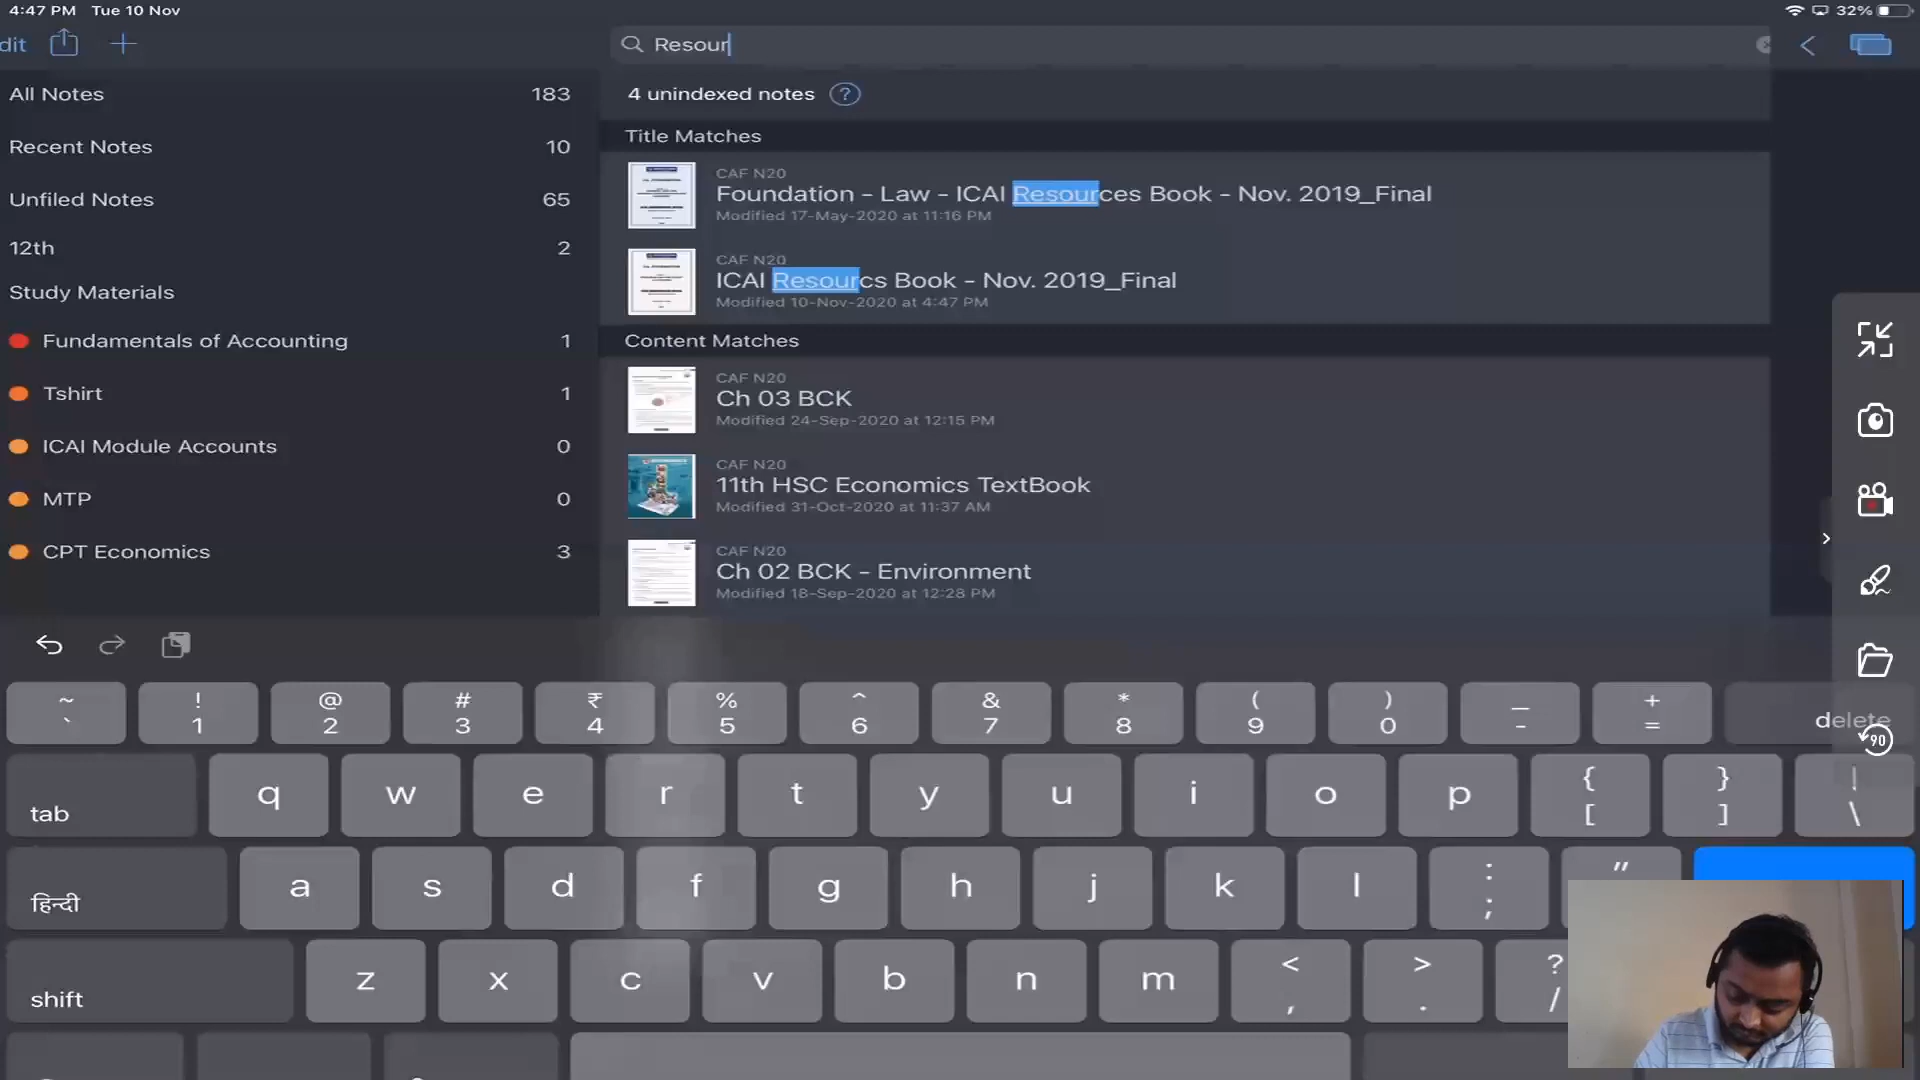 4:47 PM Tue 10 Nov
32%
dit
Resour
All Notes 183
Recent Notes 10
Unfiled Notes 65
12th 2
Study Materials
Fundamentals of Accounting 1
Tshirt 1
ICAI Module Accounts 0
MTP 0
CPT Economics 3
4 unindexed notes ?
Title Matches
CAF N20
Foundation - Law - ICAI Resources Book - Nov. 2019_Final
Modified 17-May-2020 at 11:16 PM
CAF N20
ICAI Resourcs Book - Nov. 2019_Final
Modified 10-Nov-2020 at 4:47 PM
Content Matches
CAF N20
Ch 03 BCK
Modified 24-Sep-2020 at 12:15 PM
CAF N20
11th HSC Economics TextBook
Modified 31-Oct-2020 at 11:37 AM
CAF N20
Ch 02 BCK - Environment
Modified 18-Sep-2020 at 12:28 PM
~ ! @ # ₹ % ^ & * ( ) _ +
` 1 2 3 4 5 6 7 8 9 0 - = delete
90
tab q w e r t y u i o p { [ } ] | \
हिन्दी a s d f g h j k l : ; "
shift z x c v b n m < , > . ? /